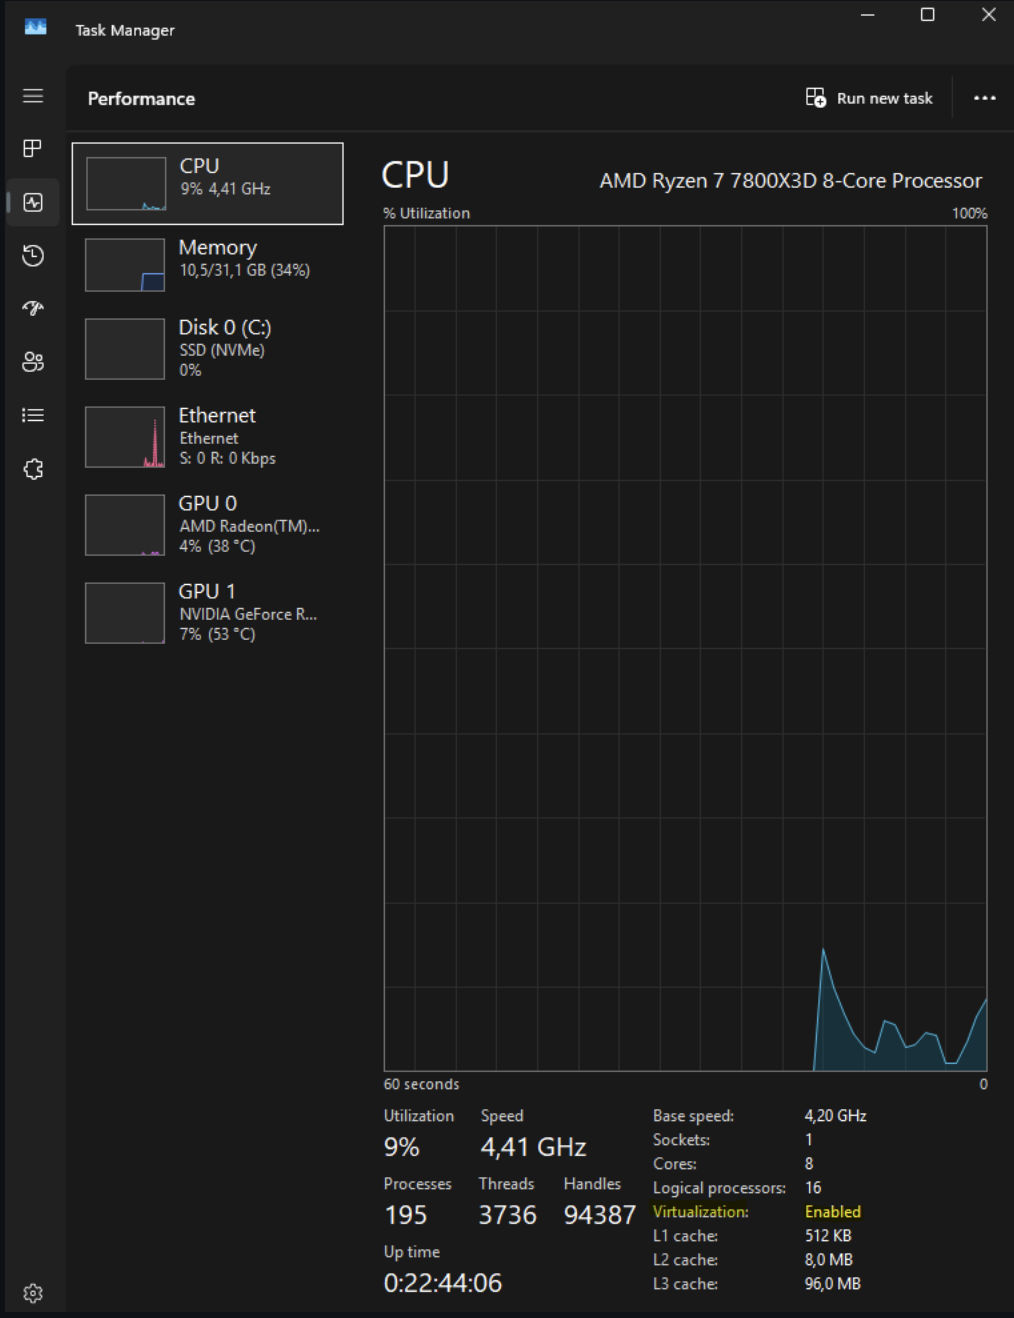 Task Manager
Performance
Run new task
CPU
9% 4,41 GHz
Memory
10,5/31,1 GB (34%)
Disk 0 (C:)
SSD (NVMe)
0%
Ethernet
Ethernet
S: 0 R: 0 Kbps
GPU 0
AMD Radeon(TM)...
4% (38 °C)
GPU 1
NVIDIA GeForce R...
7% (53 °C)
CPU
AMD Ryzen 7 7800X3D 8-Core Processor
% Utilization
100%
60 seconds
0
Utilization
9%
Speed
4,41 GHz
Processes
195
Threads
3736
Handles
94387
Up time
0:22:44:06
Base speed: 4,20 GHz
Sockets: 1
Cores: 8
Logical processors: 16
Virtualization: Enabled
L1 cache: 512 KB
L2 cache: 8,0 MB
L3 cache: 96,0 MB